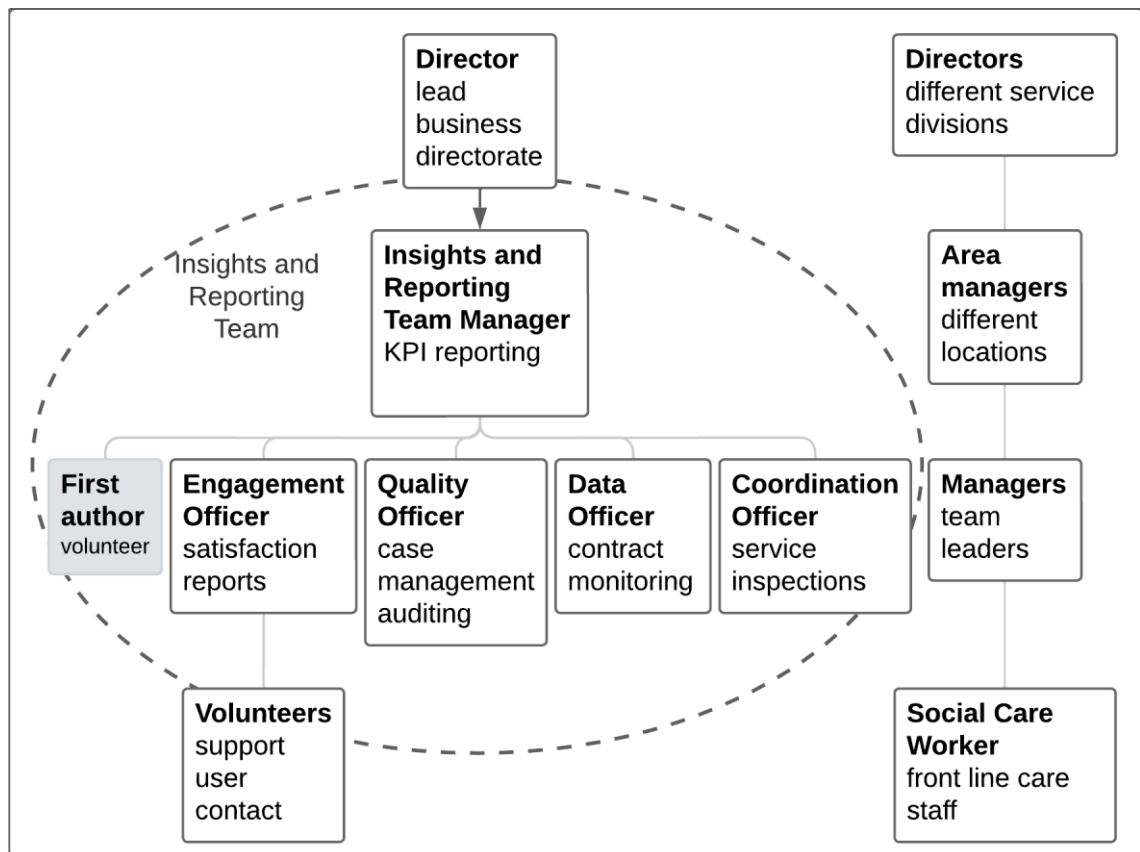 Director
lead
business
directorate
Directors
different service
divisions
Insights and
Reporting
Team
Insights and
Reporting
Team Manager
KPI reporting
Area
managers
different
locations
First
author
volunteer
Engagement
Officer
satisfaction
reports
Quality
Officer
case
management
auditing
Data
Officer
contract
monitoring
Coordination
Officer
service
inspections
Managers
team
leaders
Volunteers
support
user
contact
Social Care
Worker
front line care
staff